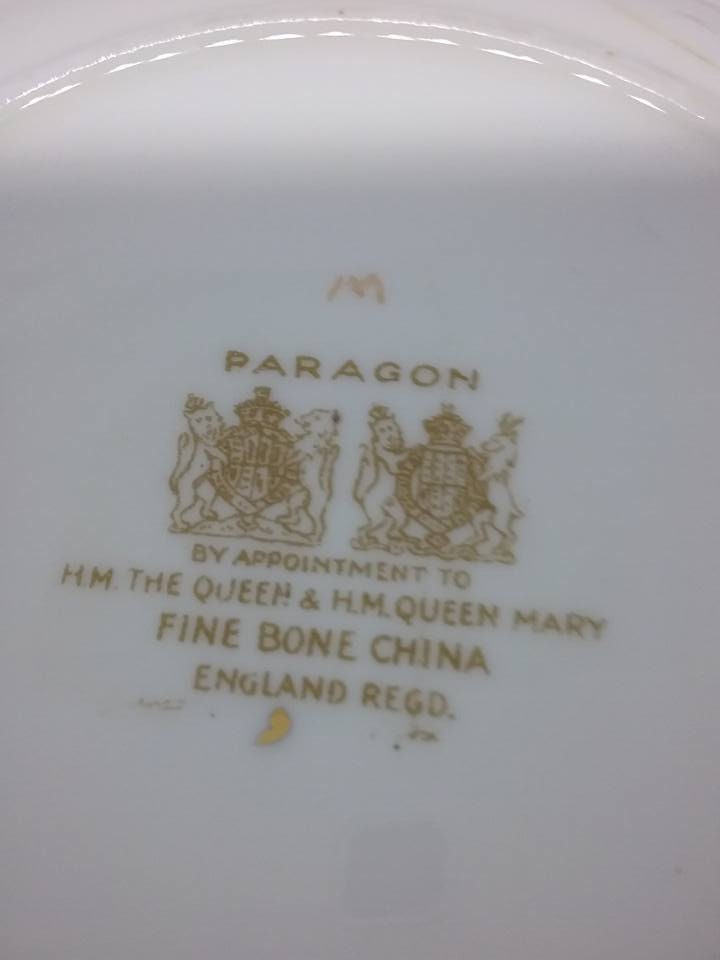 PARAGON
BY APPOINTMENT TO
H.M. THE QUEEN & H.M. QUEEN MARY
FINE BONE CHINA
ENGLAND REGD.